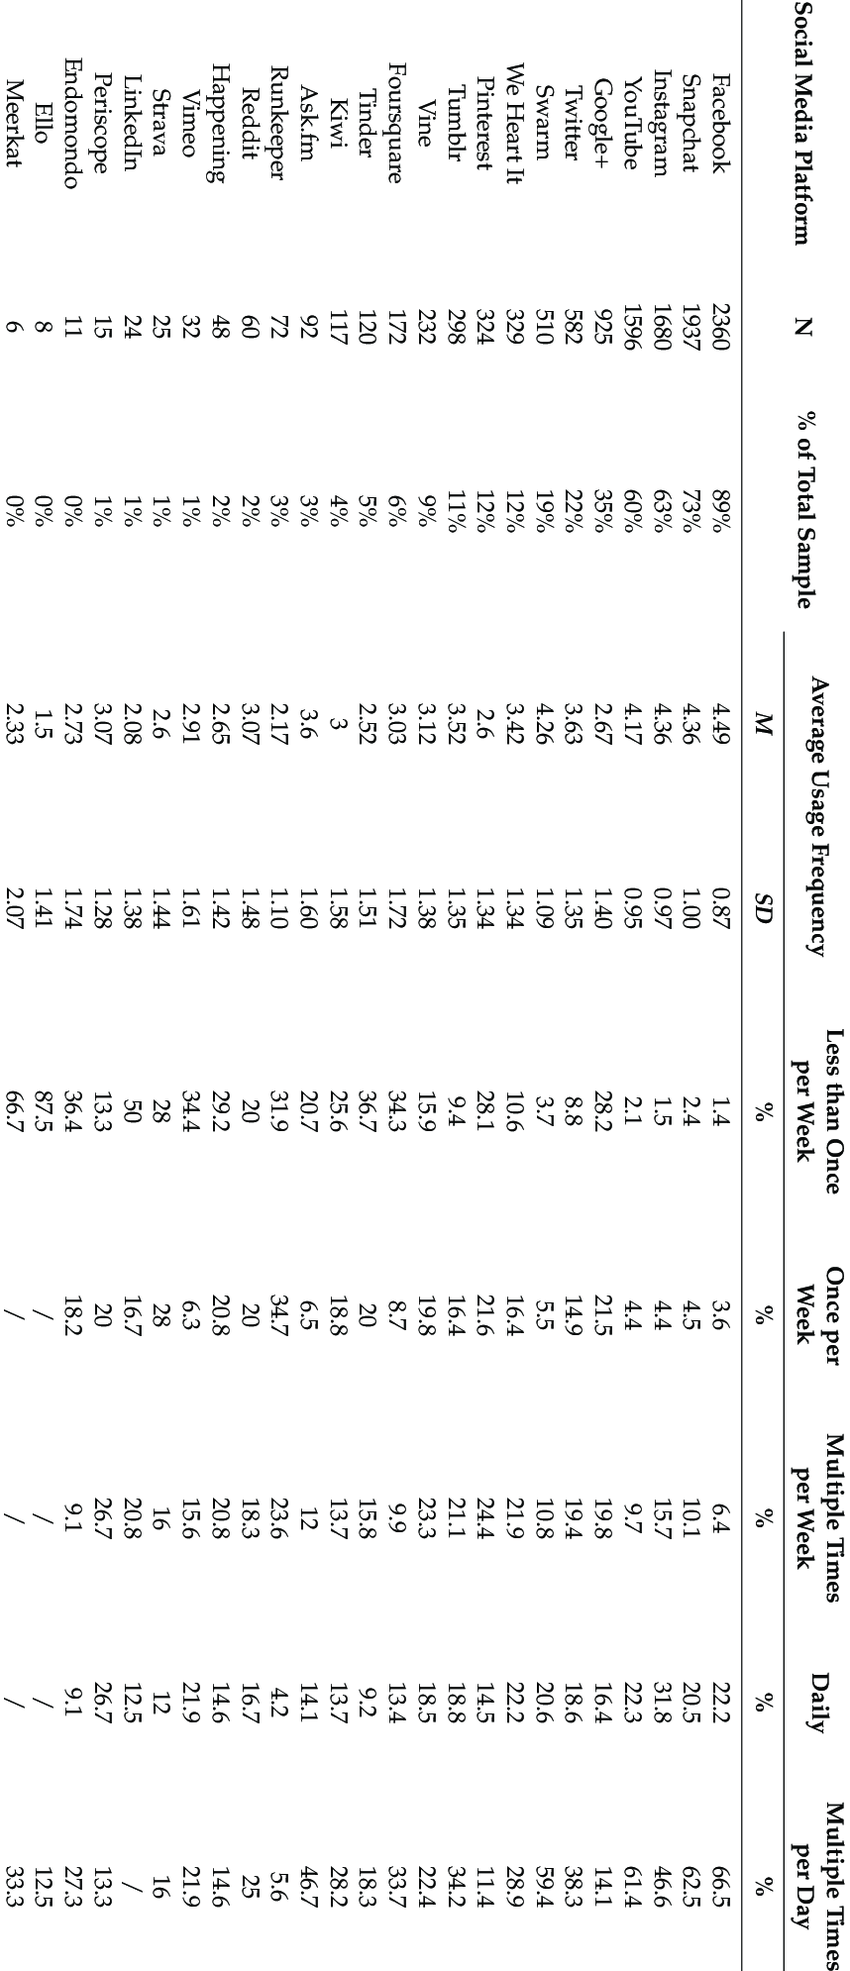 Social Media Platform N % of Total Sample Average Usage Frequency Less than Once per Week Once per Week Multiple Times per Week Daily Multiple Times per Day
M SD % % % % %
Facebook 2360 89% 4.49 0.87 1.4 3.6 6.4 22.2 66.5
Snapchat 1937 73% 4.36 1.00 2.4 4.5 10.1 20.5 62.5
Instagram 1680 63% 4.36 0.97 1.5 4.4 15.7 31.8 46.6
YouTube 1596 60% 4.17 0.95 2.1 4.4 9.7 22.3 61.4
Google+ 925 35% 2.67 1.40 28.2 21.5 19.8 16.4 14.1
Twitter 582 22% 3.63 1.35 8.8 14.9 19.4 18.6 38.3
Swarm 510 19% 4.26 1.09 3.7 5.5 10.8 20.6 59.4
We Heart It 329 12% 3.42 1.34 10.6 16.4 21.9 22.2 28.9
Pinterest 324 12% 2.6 1.34 28.1 21.6 24.4 14.5 11.4
Tumblr 298 11% 3.52 1.35 9.4 16.4 21.1 18.8 34.2
Vine 232 9% 3.12 1.38 15.9 19.8 23.3 18.5 22.4
Foursquare 172 6% 3.03 1.72 34.3 8.7 9.9 13.4 33.7
Tinder 120 5% 2.52 1.51 36.7 20 15.8 9.2 18.3
Kiwi 117 4% 3 1.58 25.6 18.8 13.7 13.7 28.2
Ask.fm 92 3% 3.6 1.60 20.7 6.5 12 14.1 46.7
Runkeeper 72 3% 2.17 1.10 31.9 34.7 23.6 4.2 5.6
Reddit 60 2% 3.07 1.48 20 20 18.3 16.7 25
Happening 48 2% 2.65 1.42 29.2 20.8 20.8 14.6 14.6
Vimeo 32 1% 2.91 1.61 34.4 6.3 15.6 21.9 21.9
Strava 25 1% 2.6 1.44 28 28 16 12 16
LinkedIn 24 1% 2.08 1.38 50 16.7 20.8 12.5 /
Periscope 15 1% 3.07 1.28 13.3 20 26.7 26.7 13.3
Endomondo 11 0% 2.73 1.74 36.4 18.2 9.1 9.1 27.3
Ello 8 0% 1.5 1.41 87.5 / / / 12.5
Meerkat 6 0% 2.33 2.07 66.7 / / / 33.3